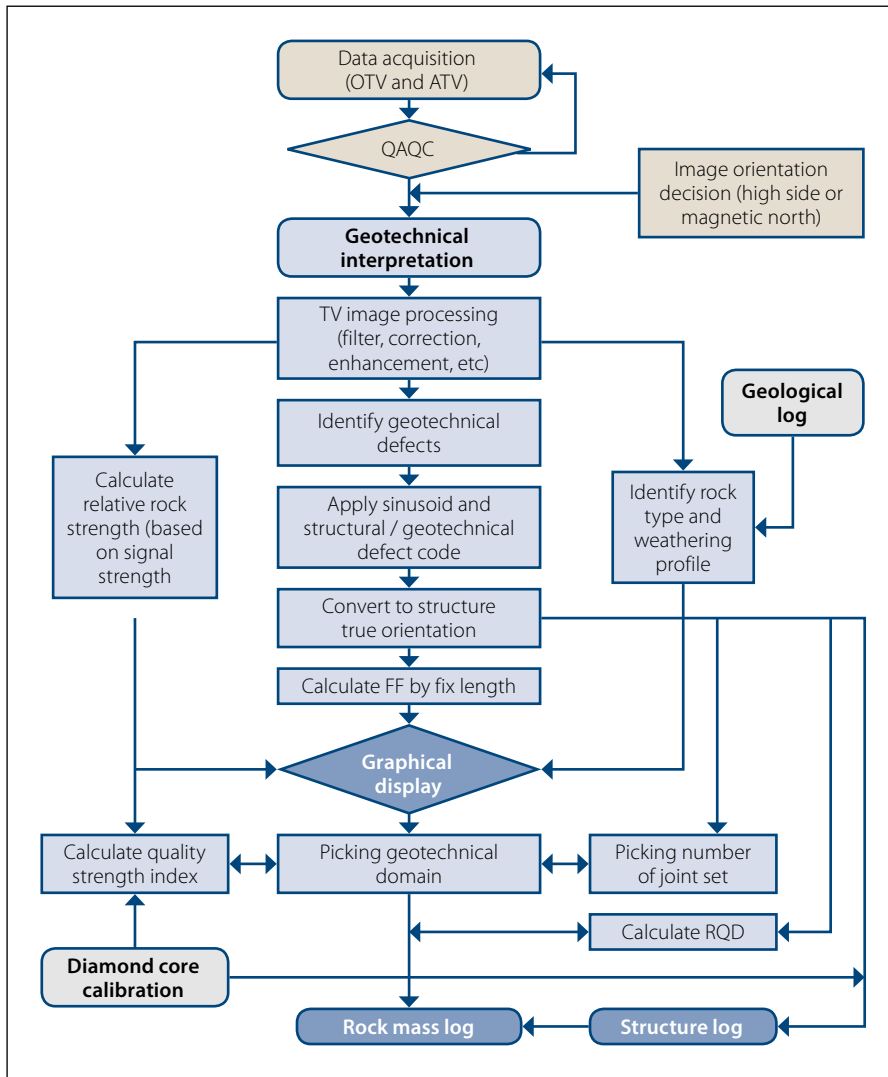 Data acquisition
(OTV and ATV)
QAQC
Image orientation
decision (high side or
magnetic north)
Geotechnical
interpretation
TV image processing
(filter, correction,
enhancement, etc)
Geological
log
Identify geotechnical
defects
Calculate
relative rock
strength (based
on signal
strength
Apply sinusoid and
structural / geotechnical
defect code
Identify rock
type and
weathering
profile
Convert to structure
true orientation
Calculate FF by fix length
Graphical
display
Calculate quality
strength index
Picking geotechnical
domain
Picking number
of joint set
Calculate RQD
Diamond core
calibration
Rock mass log
Structure log